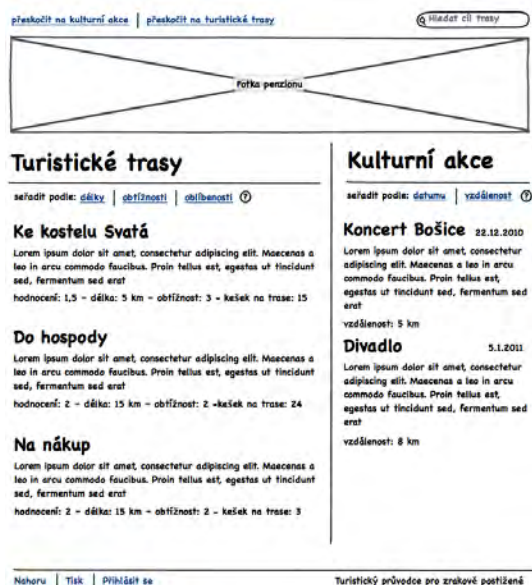 přeskočit na kulturní akce | přeskočit na turistické trasy
Hledat cíl trasy
Fotka penzionu
Turistické trasy
seřadit podle: délky | obtížnosti | oblíbenosti ?
Ke kostelu Svatá
Lorem ipsum dolor sit amet, consectetur adipiscing elit. Maecenas a
leo in arcu commodo faucibus. Proin tellus est, egestas ut tincidunt
sed, fermentum sed erat
hodnocení: 1,5 - délka: 5 km - obtížnost: 3 - kešek na trase: 15
Do hospody
Lorem ipsum dolor sit amet, consectetur adipiscing elit. Maecenas a
leo in arcu commodo faucibus. Proin tellus est, egestas ut tincidunt
sed, fermentum sed erat
hodnocení: 2 - délka: 15 km - obtížnost: 2 -kešek na trase: 24
Na nákup
Lorem ipsum dolor sit amet, consectetur adipiscing elit. Maecenas a
leo in arcu commodo faucibus. Proin tellus est, egestas ut tincidunt
sed, fermentum sed erat
hodnocení: 2 - délka: 15 km - obtížnost: 2 - kešek na trase: 3
Kulturní akce
seřadit podle: datumu | vzdálenost ?
Koncert Bošice 22.12.2010
Lorem ipsum dolor sit amet, consectetur
adipiscing elit. Maecenas a leo in arcu
commodo faucibus. Proin tellus est,
egestas ut tincidunt sed, fermentum sed
erat
vzdálenost: 5 km
Divadlo 5.1.2011
Lorem ipsum dolor sit amet, consectetur
adipiscing elit. Maecenas a leo in arcu
commodo faucibus. Proin tellus est,
egestas ut tincidunt sed, fermentum sed
erat
vzdálenost: 8 km
Nahoru | Tisk | Přihlásit se
Turistický průvodce pro zrakově postižené